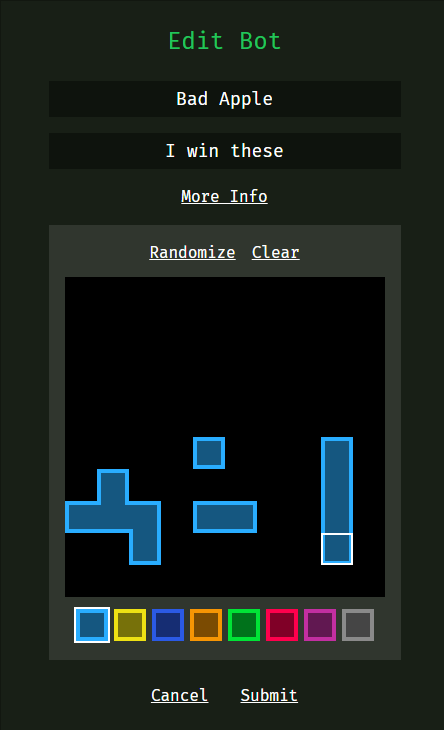 Edit Bot
Bad Apple
I win these
More Info
Randomize Clear
Cancel Submit